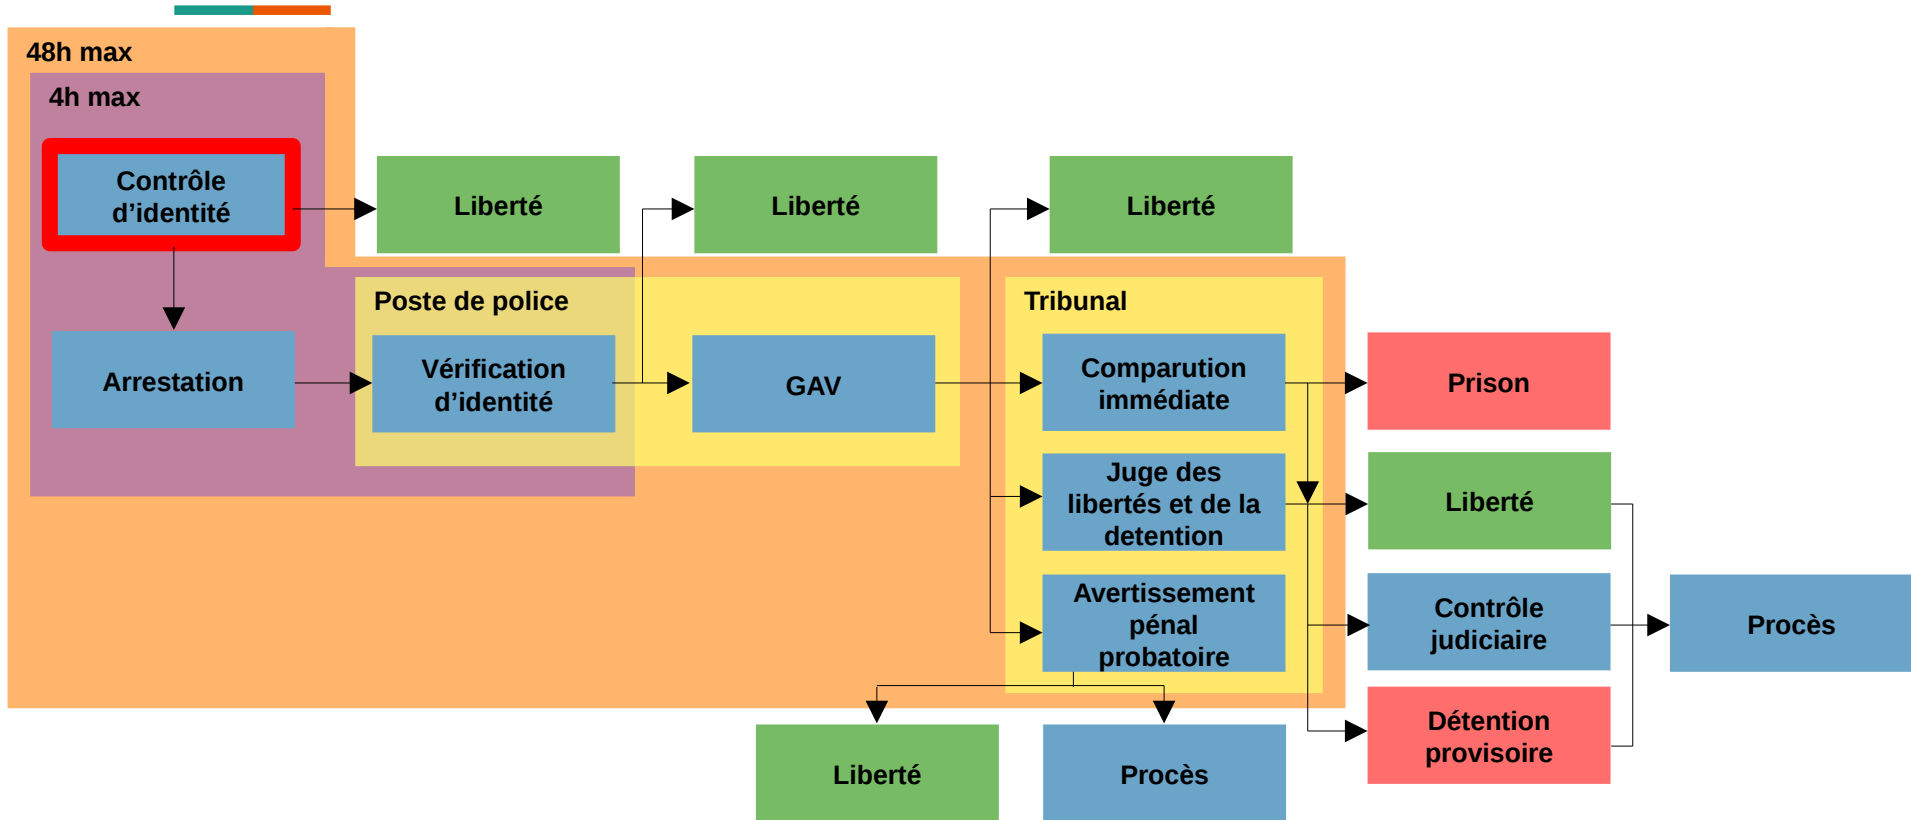 48h max
4h max
Contrôle
d'identité
Liberté
Liberté
Liberté
Poste de police
Tribunal
Arrestation
Vérification
d'identité
GAV
Comparution
immédiate
Prison
Juge des
libertés et de la
detention
Liberté
Avertissement
pénal
probatoire
Contrôle
judiciaire
Procès
Détention
provisoire
Liberté
Procès